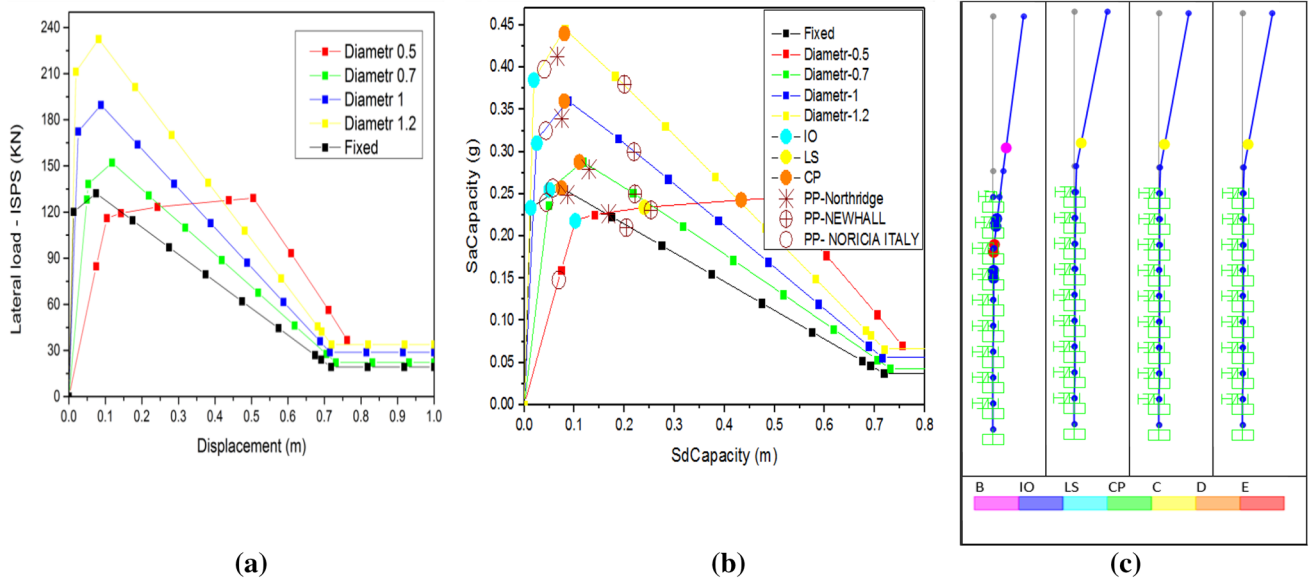 Lateral load - ISPS (KN)
240
210
180
150
120
90
60
30
0
0.0 0.1 0.2 0.3 0.4 0.5 0.6 0.7 0.8 0.9 1.0
Displacement (m)
Diametr 0.5
Diametr 0.7
Diametr 1
Diametr 1.2
Fixed
(a)
SaCapacity (g)
0.45
0.40
0.35
0.30
0.25
0.20
0.15
0.10
0.05
0.00
0.0 0.1 0.2 0.3 0.4 0.5 0.6 0.7 0.8
SdCapacity (m)
Fixed
Diametr-0.5
Diametr-0.7
Diametr-1
Diametr-1.2
IO
LS
CP
PP-Northridge
PP-NEWHALL
PP- NORICIA ITALY
(b)
B IO LS CP C D E
(c)